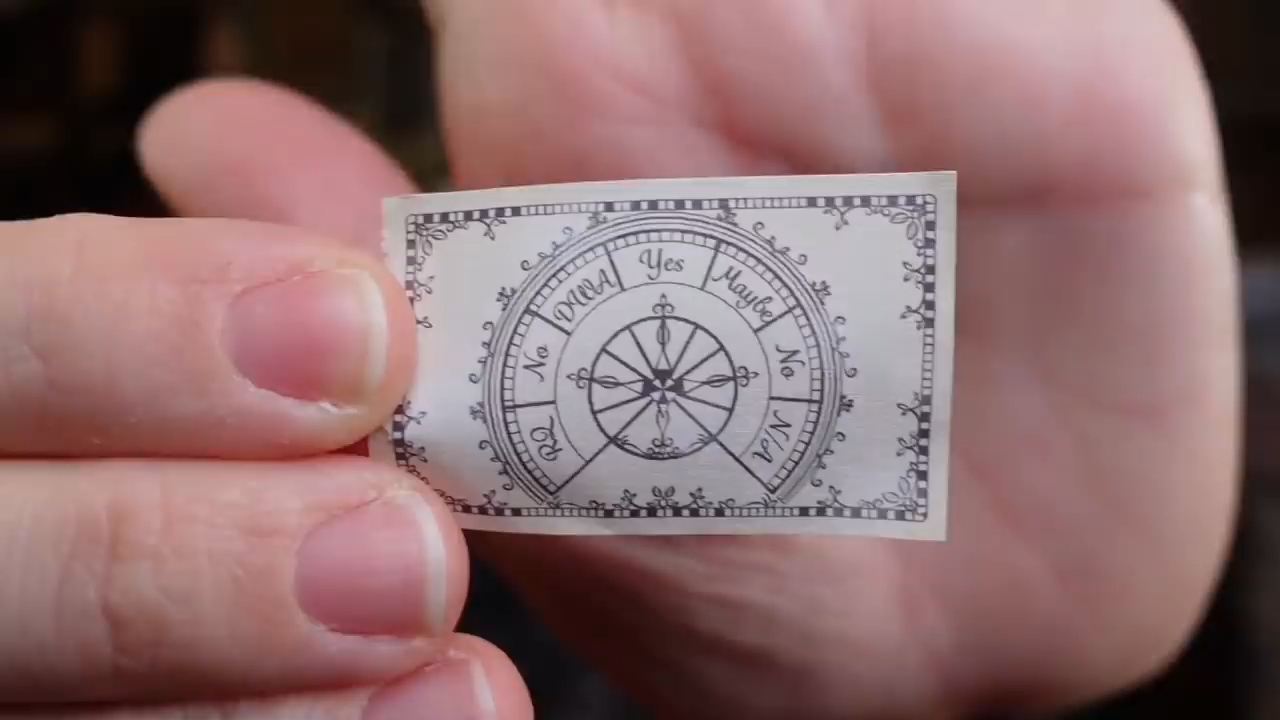 RQ
No
DWA
Yes
Maybe
No
N/A